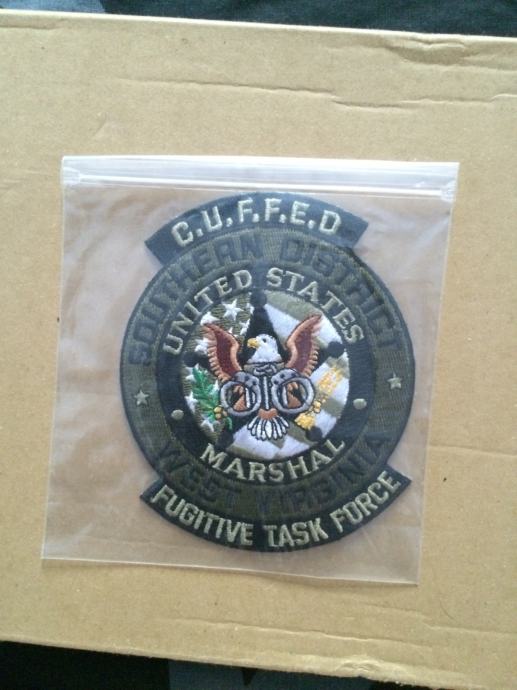 C.U.F.F.E.D
SOUTHERN DISTRICT
UNITED STATES
MARSHAL
WEST VIRGINIA
FUGITIVE TASK FORCE